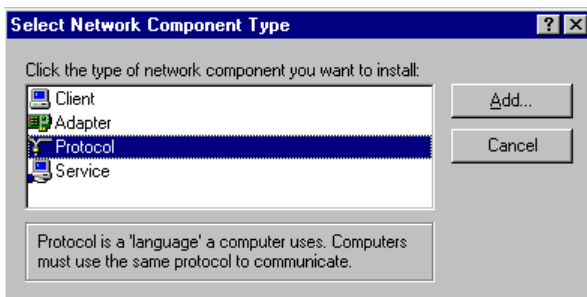 Select Network Component Type
Click the type of network component you want to install:
Client
Add...
Adapter
Protocol
Cancel
Service
Protocol is a 'language' a computer uses. Computers
must use the same protocol to communicate.